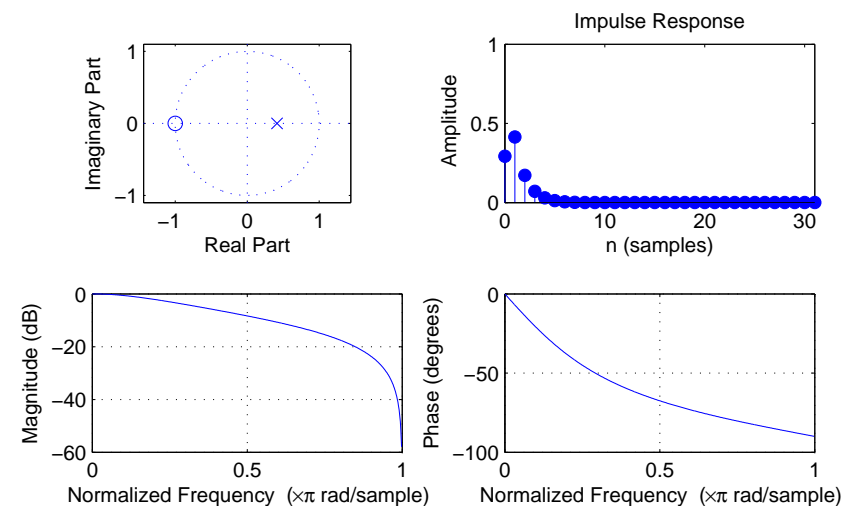 1
0
−1
−1
0
1
Imaginary Part
Real Part
Impulse Response
1
0.5
0
0
10
20
30
Amplitude
n (samples)
0
−20
−40
−60
0
0.5
1
Magnitude (dB)
Normalized Frequency (×π rad/sample)
0
−50
−100
0
0.5
1
Phase (degrees)
Normalized Frequency (×π rad/sample)